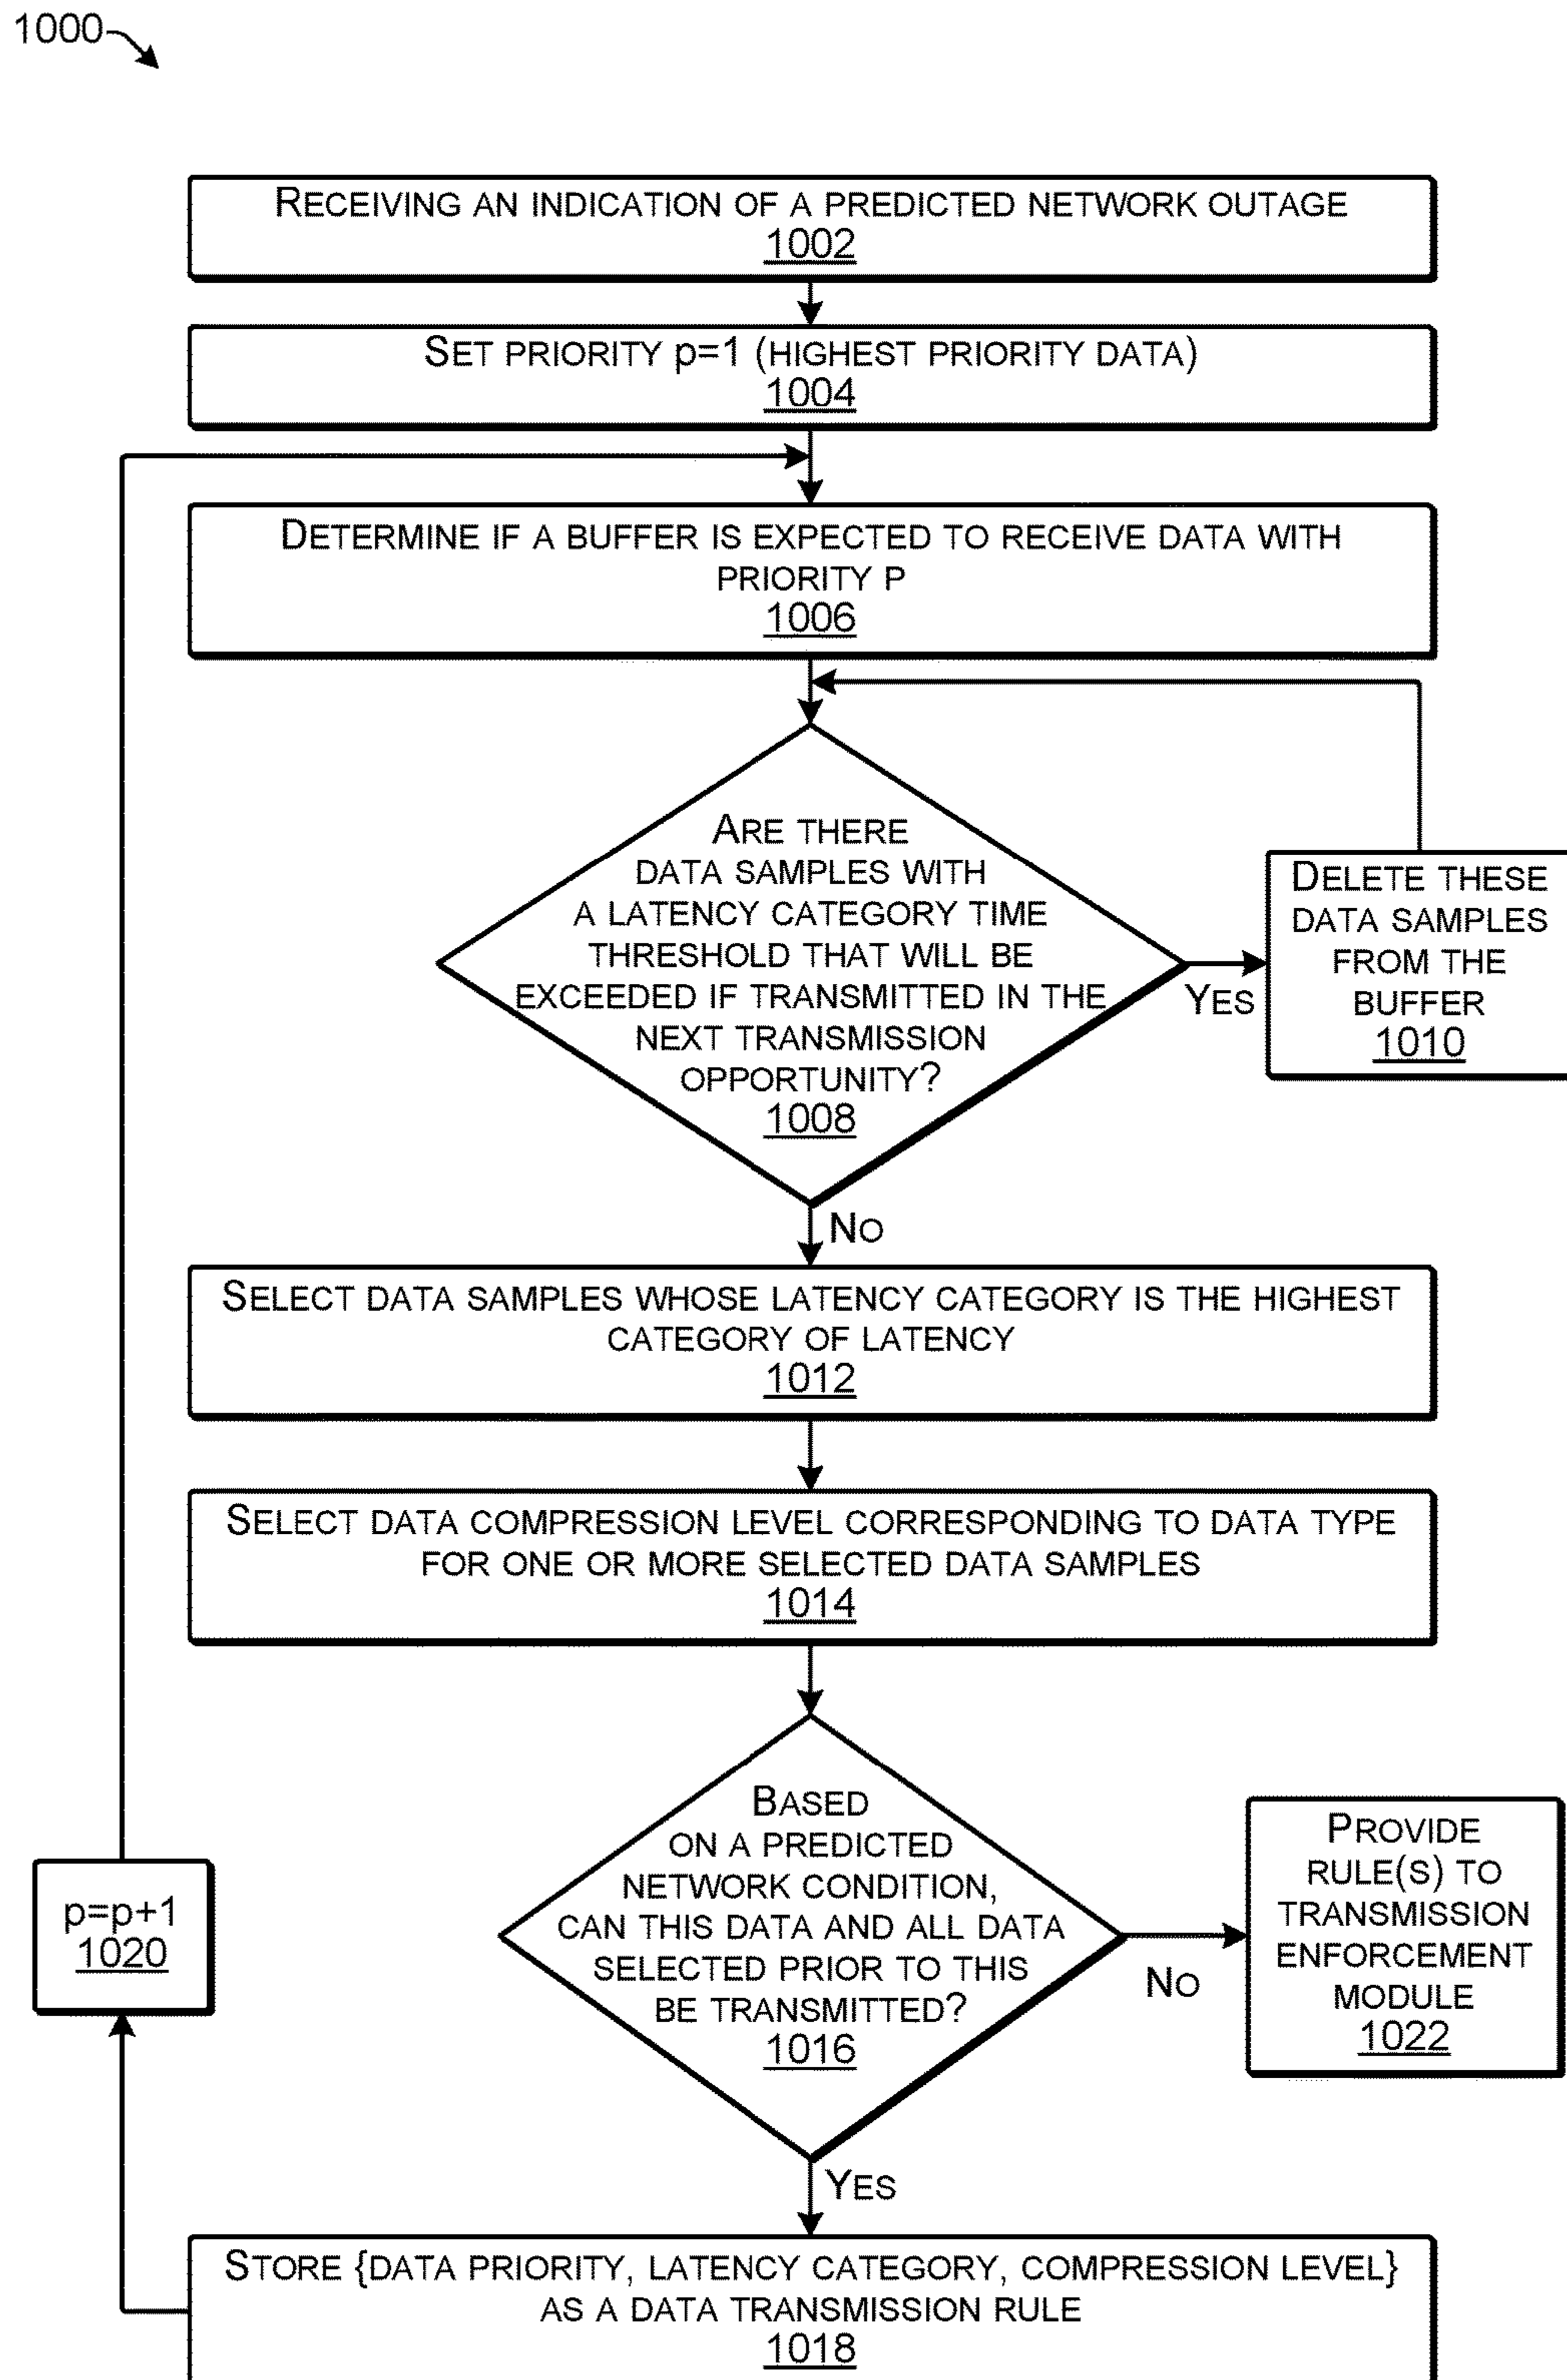 1000
RECEIVING AN INDICATION OF A PREDICTED NETWORK OUTAGE
1002
SET PRIORITY p=1 (HIGHEST PRIORITY DATA)
1004
DETERMINE IF A BUFFER IS EXPECTED TO RECEIVE DATA WITH
PRIORITY P
1006
ARE THERE
DATA SAMPLES WITH
A LATENCY CATEGORY TIME
THRESHOLD THAT WILL BE
EXCEEDED IF TRANSMITTED IN THE
NEXT TRANSMISSION
OPPORTUNITY?
1008
YES
DELETE THESE
DATA SAMPLES
FROM THE
BUFFER
1010
NO
SELECT DATA SAMPLES WHOSE LATENCY CATEGORY IS THE HIGHEST
CATEGORY OF LATENCY
1012
SELECT DATA COMPRESSION LEVEL CORRESPONDING TO DATA TYPE
FOR ONE OR MORE SELECTED DATA SAMPLES
1014
BASED
ON A PREDICTED
NETWORK CONDITION,
CAN THIS DATA AND ALL DATA
SELECTED PRIOR TO THIS
BE TRANSMITTED?
1016
NO
PROVIDE
RULE(S) TO
TRANSMISSION
ENFORCEMENT
MODULE
1022
p=p+1
1020
YES
STORE {DATA PRIORITY, LATENCY CATEGORY, COMPRESSION LEVEL}
AS A DATA TRANSMISSION RULE
1018